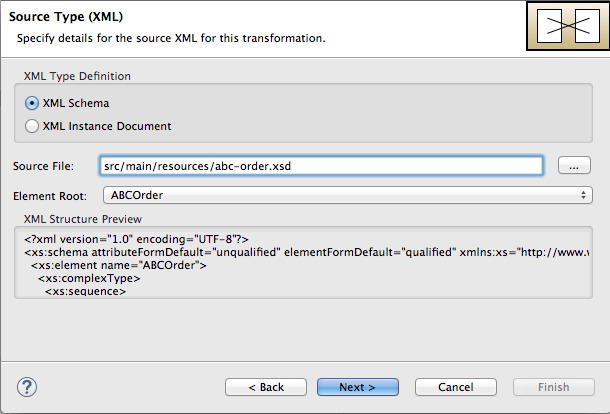 Source Type (XML)
Specify details for the source XML for this transformation.
XML Type Definition
XML Schema
XML Instance Document
Source File: src/main/resources/abc-order.xsd ...
Element Root: ABCOrder
XML Structure Preview
<?xml version="1.0" encoding="UTF-8"?>
<xs:schema attributeFormDefault="unqualified" elementFormDefault="qualified" xmlns:xs="http://www.
<xs:element name="ABCOrder">
<xs:complexType>
<xs:sequence>
? < Back Next > Cancel Finish